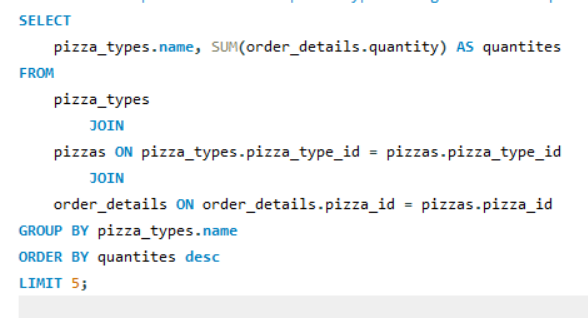 SELECT
pizza_types.name, SUM(order_details.quantity) AS quantites
FROM
pizza_types
JOIN
pizzas ON pizza_types.pizza_type_id = pizzas.pizza_type_id
JOIN
order_details ON order_details.pizza_id = pizzas.pizza_id
GROUP BY pizza_types.name
ORDER BY quantites desc
LIMIT 5;